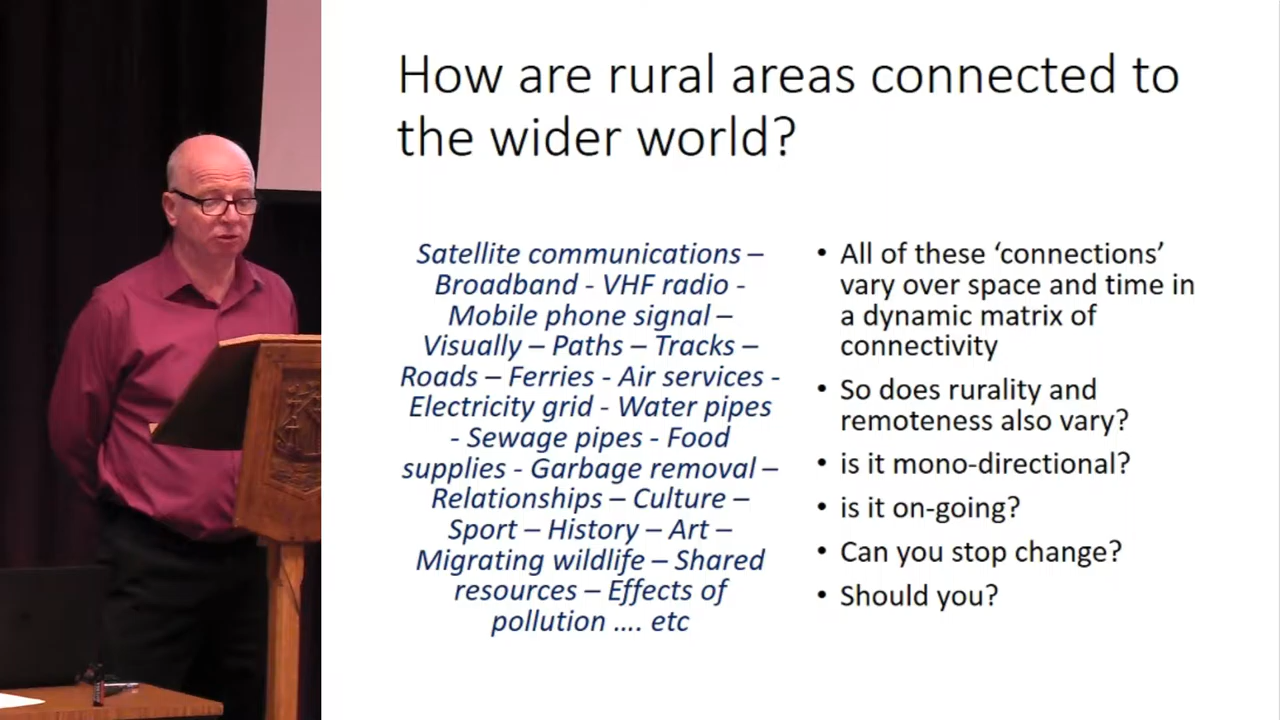 How are rural areas connected to
the wider world?
Satellite communications –
Broadband - VHF radio -
Mobile phone signal –
Visually – Paths – Tracks –
Roads – Ferries - Air services -
Electricity grid - Water pipes
- Sewage pipes - Food
supplies - Garbage removal –
Relationships – Culture –
Sport – History – Art –
Migrating wildlife – Shared
resources – Effects of
pollution .... etc
• All of these ‘connections’
vary over space and time in
a dynamic matrix of
connectivity
• So does rurality and
remoteness also vary?
• is it mono-directional?
• is it on-going?
• Can you stop change?
• Should you?